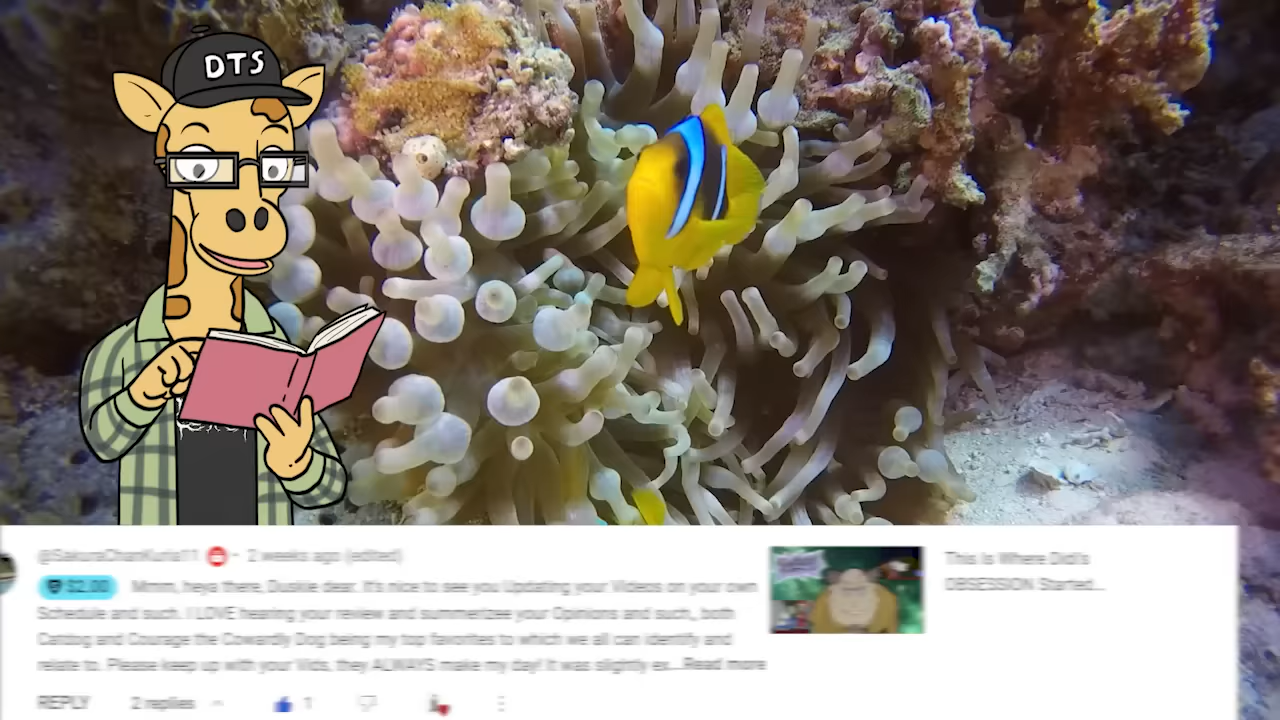 DTS
2 weeks ago (edited)
$2.00 Mmm, heya there, dear. It's nice to see you Updating your Videos on your own
Schedule and such. I LOVE hearing your review and summarizee your Opinions and such, both
Catdog and Courage the Cowardly Dog being my top favorites to which we all can identify and
relate to. Please keep up with your Vids, they ALWAYS make my day! It was slightly ex... Read more
REPLY 2 replies 1
This Is Where Dib's
OBSESSION Started...